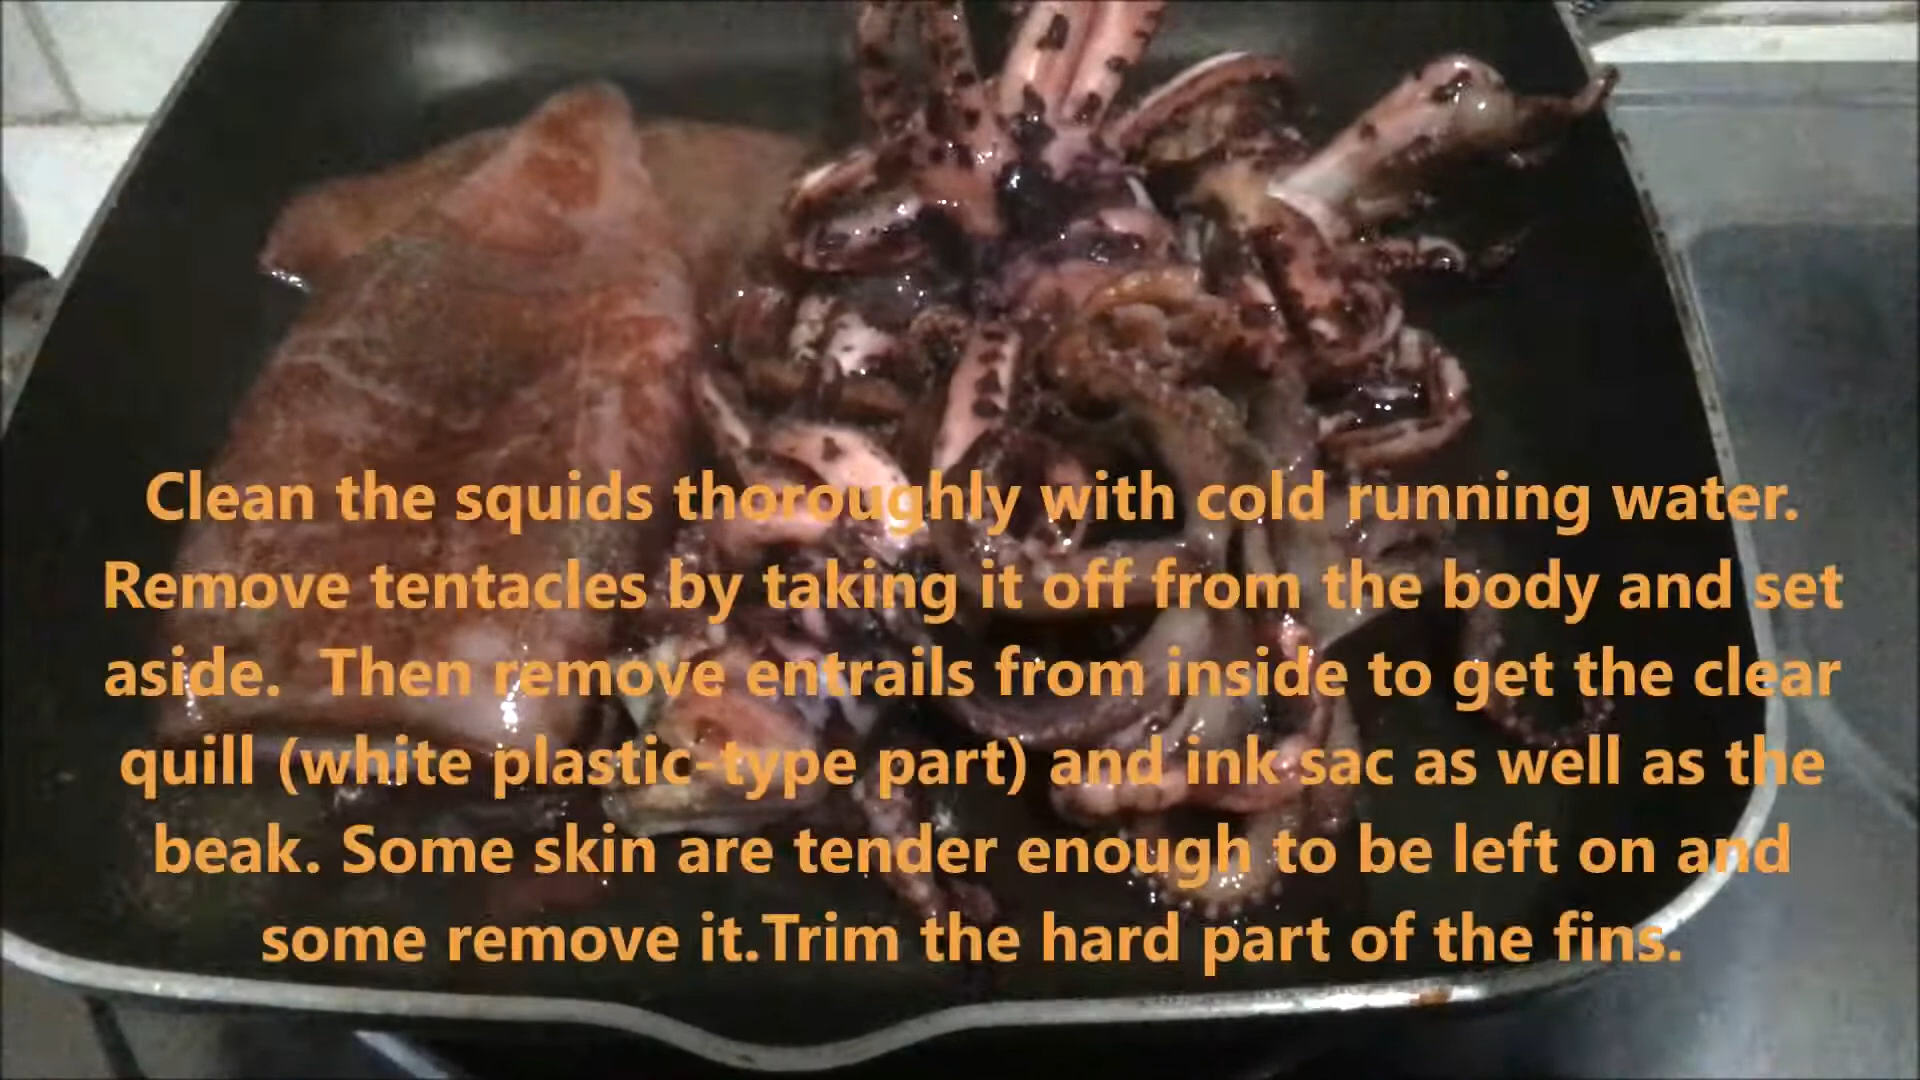 Clean the squids thoroughly with cold running water.
Remove tentacles by taking it off from the body and set
aside.  Then remove entrails from inside to get the clear
quill (white plastic-type part) and ink sac as well as the
beak. Some skin are tender enough to be left on and
some remove it.Trim the hard part of the fins.